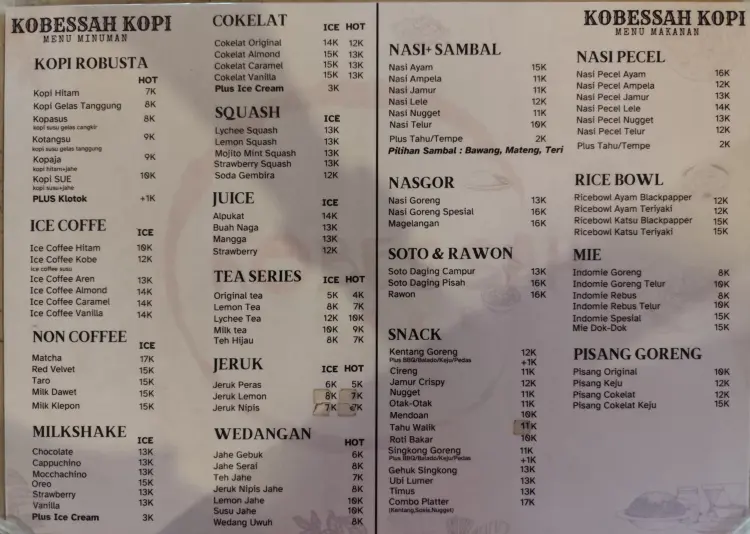 KOBESSAH KOPI
MENU MINUMAN
KOPI ROBUSTA
HOT
Kopi Hitam 7K
Kopi Gelas Tanggung 8K
Kopasus 8K
kopi susu gelas cangkir
Kotangsu 9K
kopi susu gelas tanggung
Kopaja 9K
kopi hitam+jahe
Kopi SUE 10K
kopi susu+jahe
PLUS Klotok +1K
ICE COFFE
ICE
Ice Coffee Hitam 10K
Ice Coffee Kobe 12K
ice coffee susu
Ice Coffee Aren 13K
Ice Coffee Almond 14K
Ice Coffee Caramel 14K
Ice Coffee Vanilla 14K
NON COFFEE
ICE
Matcha 17K
Red Velvet 15K
Taro 15K
Milk Dawet 15K
Milk Klepon 15K
MILKSHAKE ICE
Chocolate 13K
Cappuchino 13K
Mocchachino 13K
Oreo 15K
Strawberry 13K
Vanilla 13K
Plus Ice Cream 3K
COKELAT ICE HOT
Cokelat Original 14K 12K
Cokelat Almond 15K 13K
Cokelat Caramel 15K 13K
Cokelat Vanilla 15K 13K
Plus Ice Cream 3K
SQUASH ICE
Lychee Squash 13K
Lemon Squash 13K
Mojito Mint Squash 13K
Strawberry Squash 13K
Soda Gembira 12K
JUICE ICE
Alpukat 14K
Buah Naga 13K
Mangga 13K
Strawberry 12K
TEA SERIES ICE HOT
Original tea 5K 4K
Lemon Tea 8K 7K
Lychee Tea 12K 10K
Milk tea 10K 9K
Teh Hijau 8K 7K
JERUK ICE HOT
Jeruk Peras 6K 5K
Jeruk Lemon 8K 7K
Jeruk Nipis 7K
WEDANGAN HOT
Jahe Gebuk 6K
Jahe Serai 8K
Teh Jahe 7K
Jeruk Nipis Jahe 8K
Lemon Jahe 10K
Susu Jahe 10K
Wedang Uwuh 8K
KOBESSAH KOPI
MENU MAKANAN
NASI+ SAMBAL
Nasi Ayam 15K
Nasi Ampela 11K
Nasi Jamur 11K
Nasi Lele 12K
Nasi Nugget 11K
Nasi Telur 10K
Plus Tahu/Tempe 2K
Pilihan Sambal : Bawang, Mateng, Teri
NASGOR
Nasi Goreng 13K
Nasi Goreng Spesial 16K
Magelangan 16K
SOTO & RAWON
Soto Daging Campur 13K
Soto Daging Pisah 16K
Rawon 16K
SNACK
Kentang Goreng 12K
Plus BBQ/Balado/Keju/Pedas +1K
Cireng 11K
Jamur Crispy 12K
Nugget 11K
Otak-Otak 11K
Mendoan 10K
Tahu Walik 11K
Roti Bakar 10K
Singkong Goreng 11K
Plus BBQ/Balado/Keju/Pedas +1K
Gehuk Singkong 13K
Ubi Lumer 13K
Timus 13K
Combo Platter 17K
(Kentang,Sosis,Nugget)
NASI PECEL
Nasi Pecel Ayam 16K
Nasi Pecel Ampela 12K
Nasi Pecel Jamur 13K
Nasi Pecel Lele 14K
Nasi Pecel Nugget 13K
Nasi Pecel Telur 12K
Plus Tahu/Tempe 2K
RICE BOWL
Ricebowl Ayam Blackpapper 12K
Ricebowl Ayam Teriyaki 12K
Ricebowl Katsu Blackpapper 15K
Ricebowl Katsu Teriyaki 15K
MIE
Indomie Goreng 8K
Indomie Goreng Telur 10K
Indomie Rebus 8K
Indomie Rebus Telur 10K
Indomie Spesial 15K
Mie Dok-Dok 15K
PISANG GORENG
Pisang Original 10K
Pisang Keju 12K
Pisang Cokelat 12K
Pisang Cokelat Keju 15K